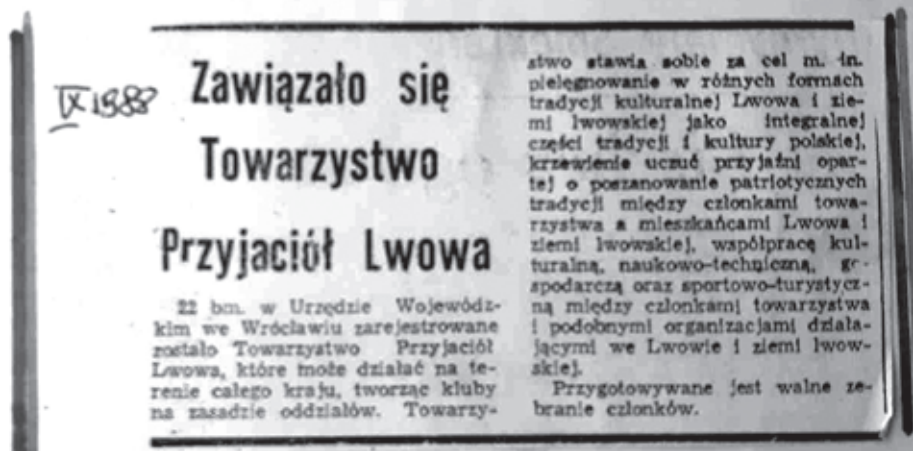 IX 1988
Zawiązało się
Towarzystwo
Przyjaciół Lwowa
22 bm. w Urzędzie Wojewódz-
kim we Wrocławiu zarejestrowane
zostało Towarzystwo Przyjaciół
Lwowa, które może działać na te-
renie całego kraju, tworząc kluby
na zasadzie oddziałów. Towarzy-
stwo stawia sobie za cel m. in.
pielęgnowanie w różnych formach
tradycji kulturalnej Lwowa i zie-
mi lwowskiej jako integralnej
części tradycji i kultury polskiej,
krzewienie uczuć przyjaźni opar-
tej o poszanowanie patriotycznych
tradycji między członkami towa-
rzystwa a mieszkańcami Lwowa i
ziemi lwowskiej, współpracę kul-
turalną, naukowo-techniczną, go-
spodarczą oraz sportowo-turystycz-
ną między członkami towarzystwa
i podobnymi organizacjami działa-
jącymi we Lwowie i ziemi lwow-
skiej.
Przygotowywane jest walne ze-
branie członków.